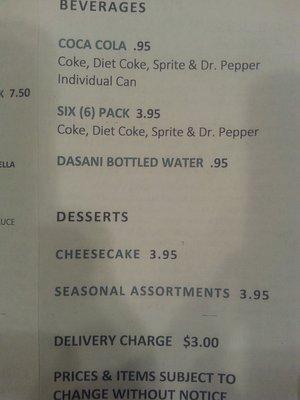 BEVERAGES
COCA COLA .95
Coke, Diet Coke, Sprite & Dr. Pepper
Individual Can
7.50
SIX (6) PACK 3.95
Coke, Diet Coke, Sprite & Dr. Pepper
ELLA
DASANI BOTTLED WATER .95
DESSERTS
UCE
CHEESECAKE 3.95
SEASONAL ASSORTMENTS 3.95
DELIVERY CHARGE $3.00
PRICES & ITEMS SUBJECT TO
CHANGE WITHOUT NOTICE